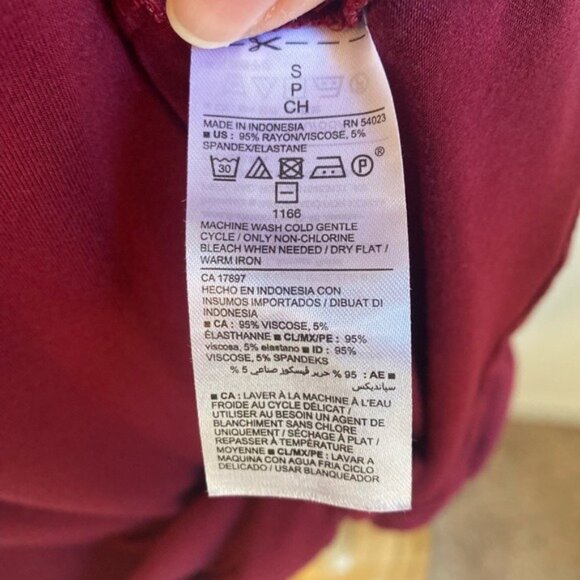 S
P
CH
MADE IN INDONESIA RN 54023
■ US: 95% RAYON/VISCOSE, 5%
SPANDEX/ELASTANE
30 P ®
1166
MACHINE WASH COLD GENTLE
CYCLE / ONLY NON-CHLORINE
BLEACH WHEN NEEDED / DRY FLAT /
WARM IRON
CA 17897
HECHO EN INDONESIA CON
INSUMOS IMPORTADOS / DIBUAT DI
INDONESIA
■ CA: 95% VISCOSE, 5%
ÉLASTHANNE ■ CL/MX/PE: 95%
viscosa, 5% elastano ■ ID: 95%
VISCOSE, 5% SPANDEKS
■ AE : 95 % حرير فيسكوز صناعي 5 %
سباندیكس
■ CA : LAVER À LA MACHINE À L'EAU
FROIDE AU CYCLE DÉLICAT /
UTILISER AU BESOIN UN AGENT DE
BLANCHIMENT SANS CHLORE
UNIQUEMENT / SÉCHAGE À PLAT /
REPASSER À TEMPÉRATURE
MOYENNE ■ CL/MX/PE: LAVAR A
MAQUINA CON AGUA FRIA CICLO
DELICADO / USAR BLANQUEADOR